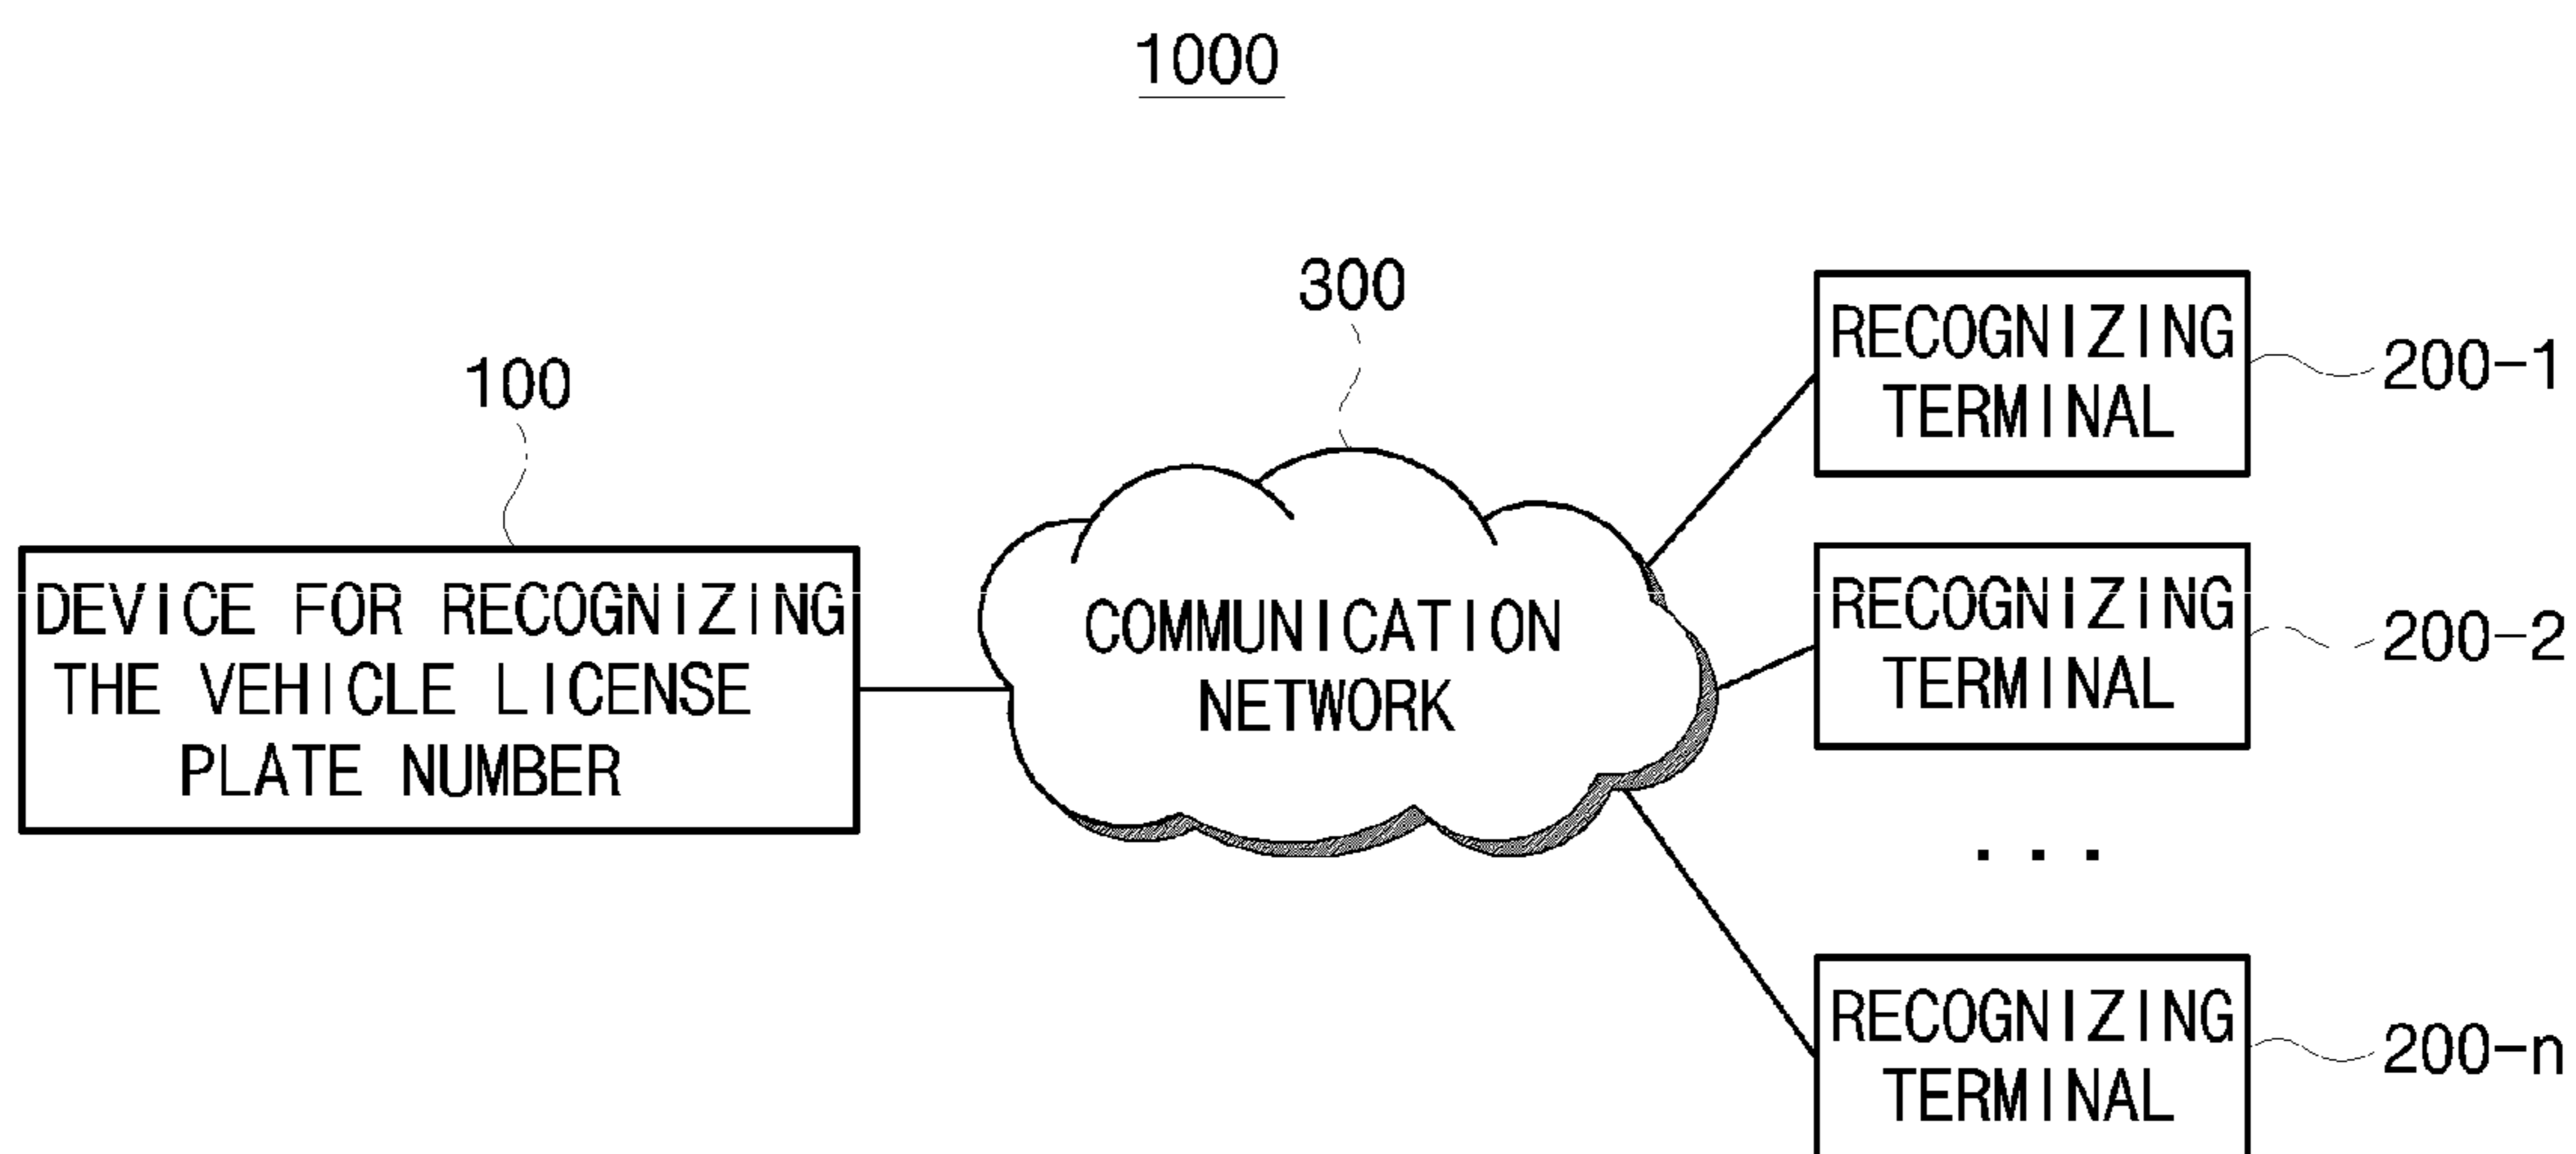 1000
300
100
RECOGNIZING
TERMINAL
200-1
DEVICE FOR RECOGNIZING
THE VEHICLE LICENSE
PLATE NUMBER
COMMUNICATION
NETWORK
RECOGNIZING
TERMINAL
200-2
. . .
RECOGNIZING
TERMINAL
200-n